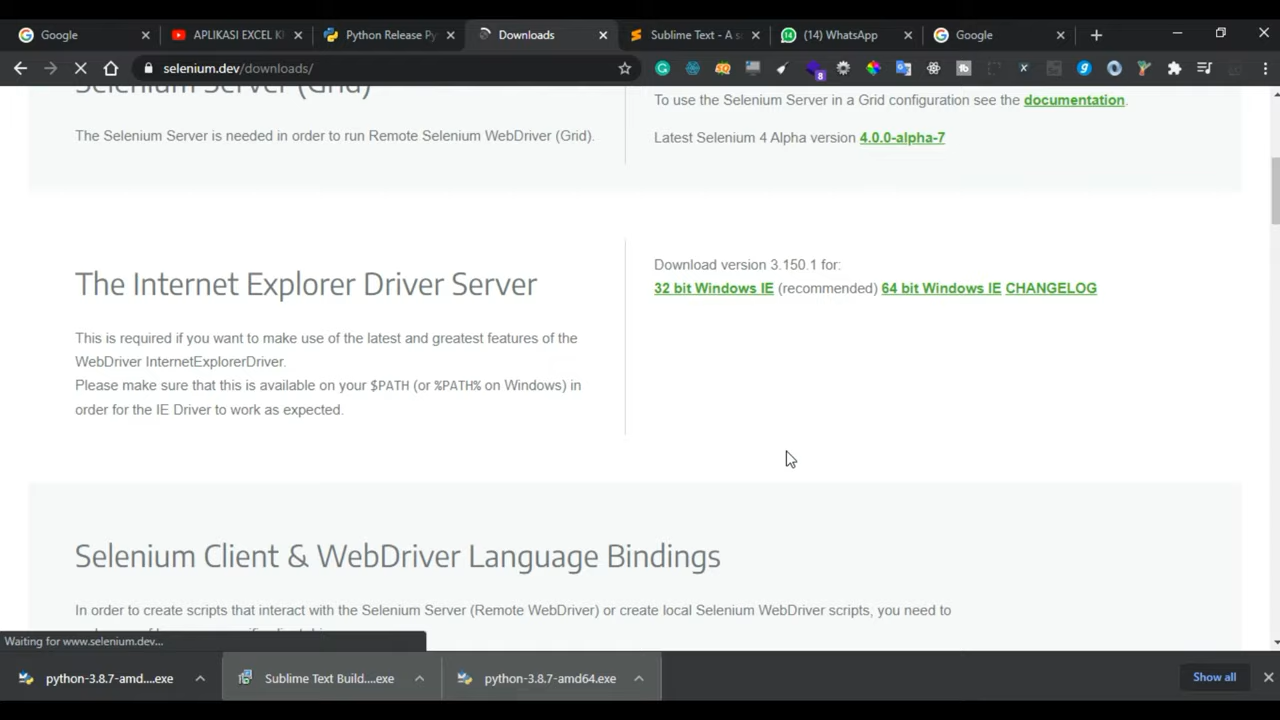 Google
APLIKASI EXCEL K
Python Release Py
Downloads
Sublime Text - A s
(14) WhatsApp
Google
selenium.dev/downloads/
8
Selenium Server (Grid)
The Selenium Server is needed in order to run Remote Selenium WebDriver (Grid).
To use the Selenium Server in a Grid configuration see the documentation.
Latest Selenium 4 Alpha version 4.0.0-alpha-7
The Internet Explorer Driver Server
This is required if you want to make use of the latest and greatest features of the
WebDriver InternetExplorerDriver.
Please make sure that this is available on your $PATH (or %PATH% on Windows) in
order for the IE Driver to work as expected.
Download version 3.150.1 for:
32 bit Windows IE (recommended) 64 bit Windows IE CHANGELOG
Selenium Client & WebDriver Language Bindings
In order to create scripts that interact with the Selenium Server (Remote WebDriver) or create local Selenium WebDriver scripts, you need to
Waiting for www.selenium.dev...
python-3.8.7-amd....exe
Sublime Text Build....exe
python-3.8.7-amd64.exe
Show all